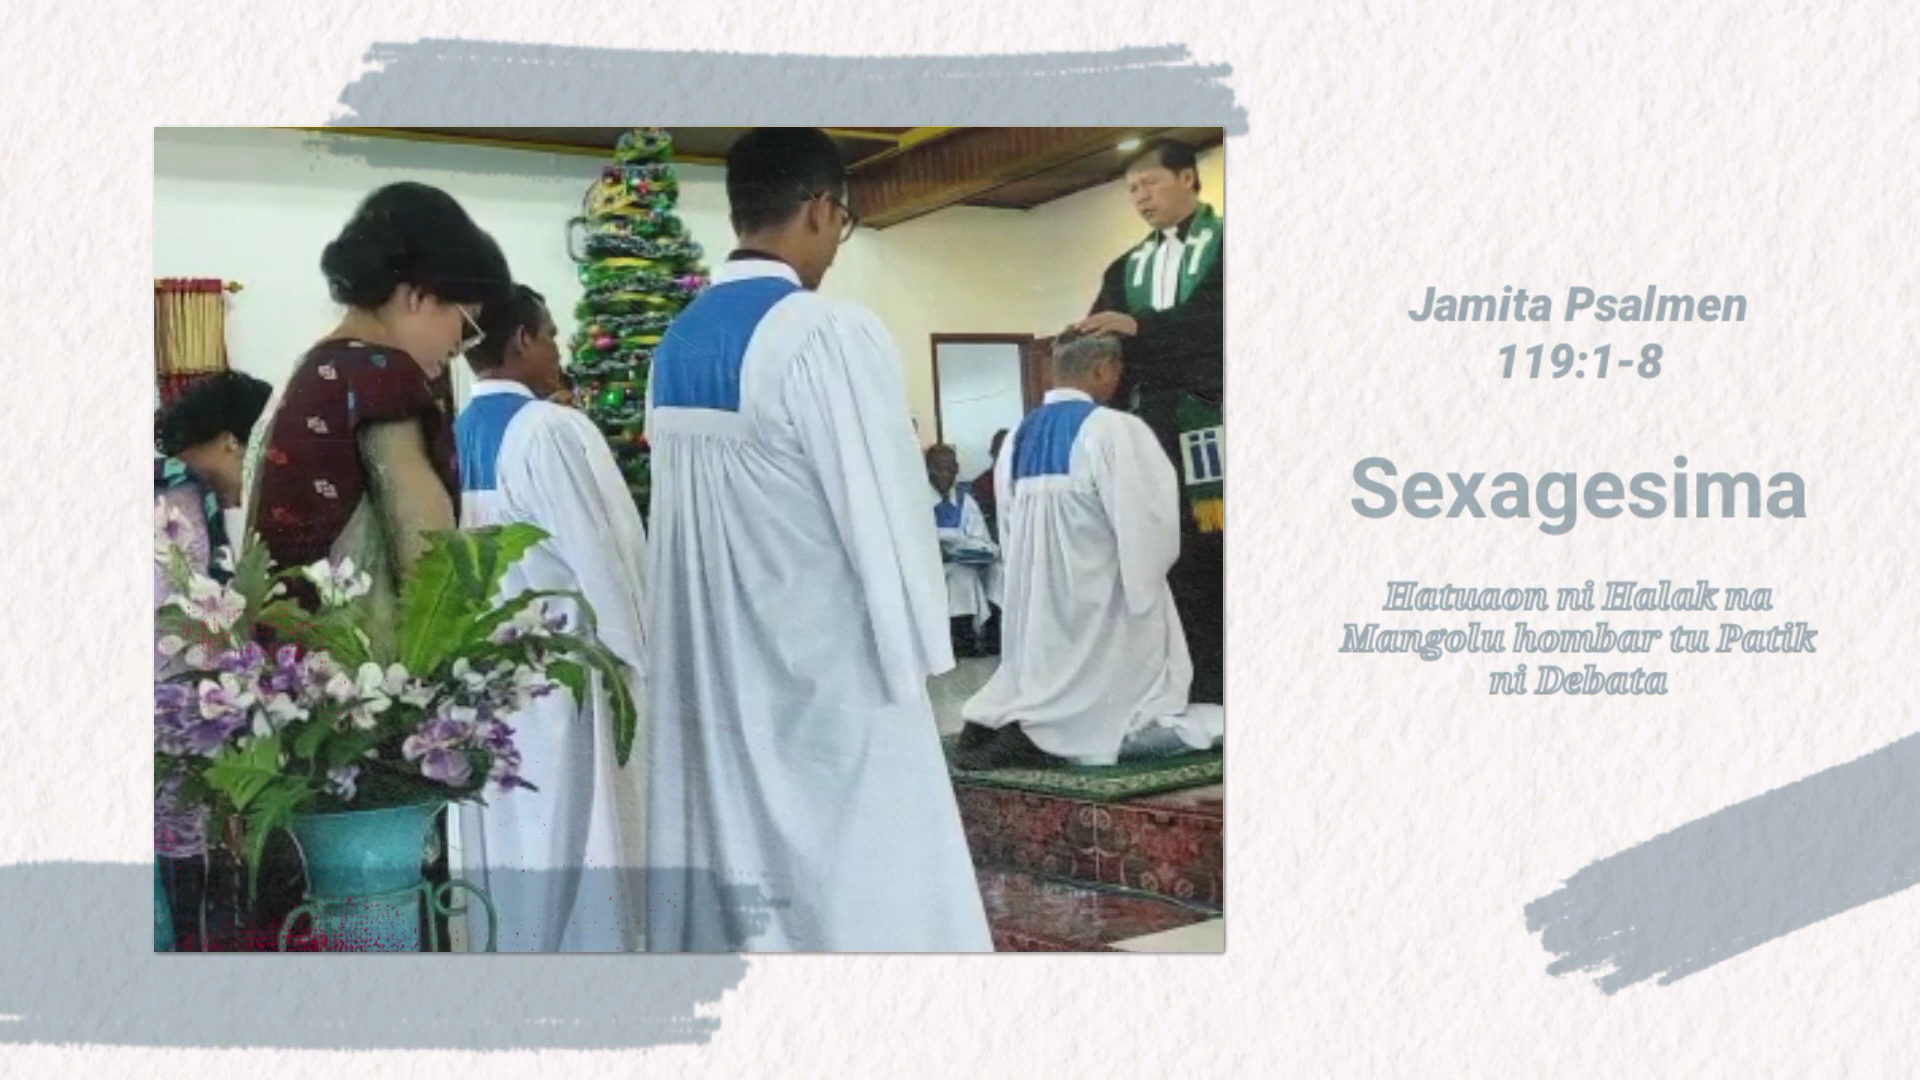 Jamita Psalmen
119:1-8
Sexagesima
Hatuaon ni Halak na
Mangolu hombar tu Patik
ni Debata